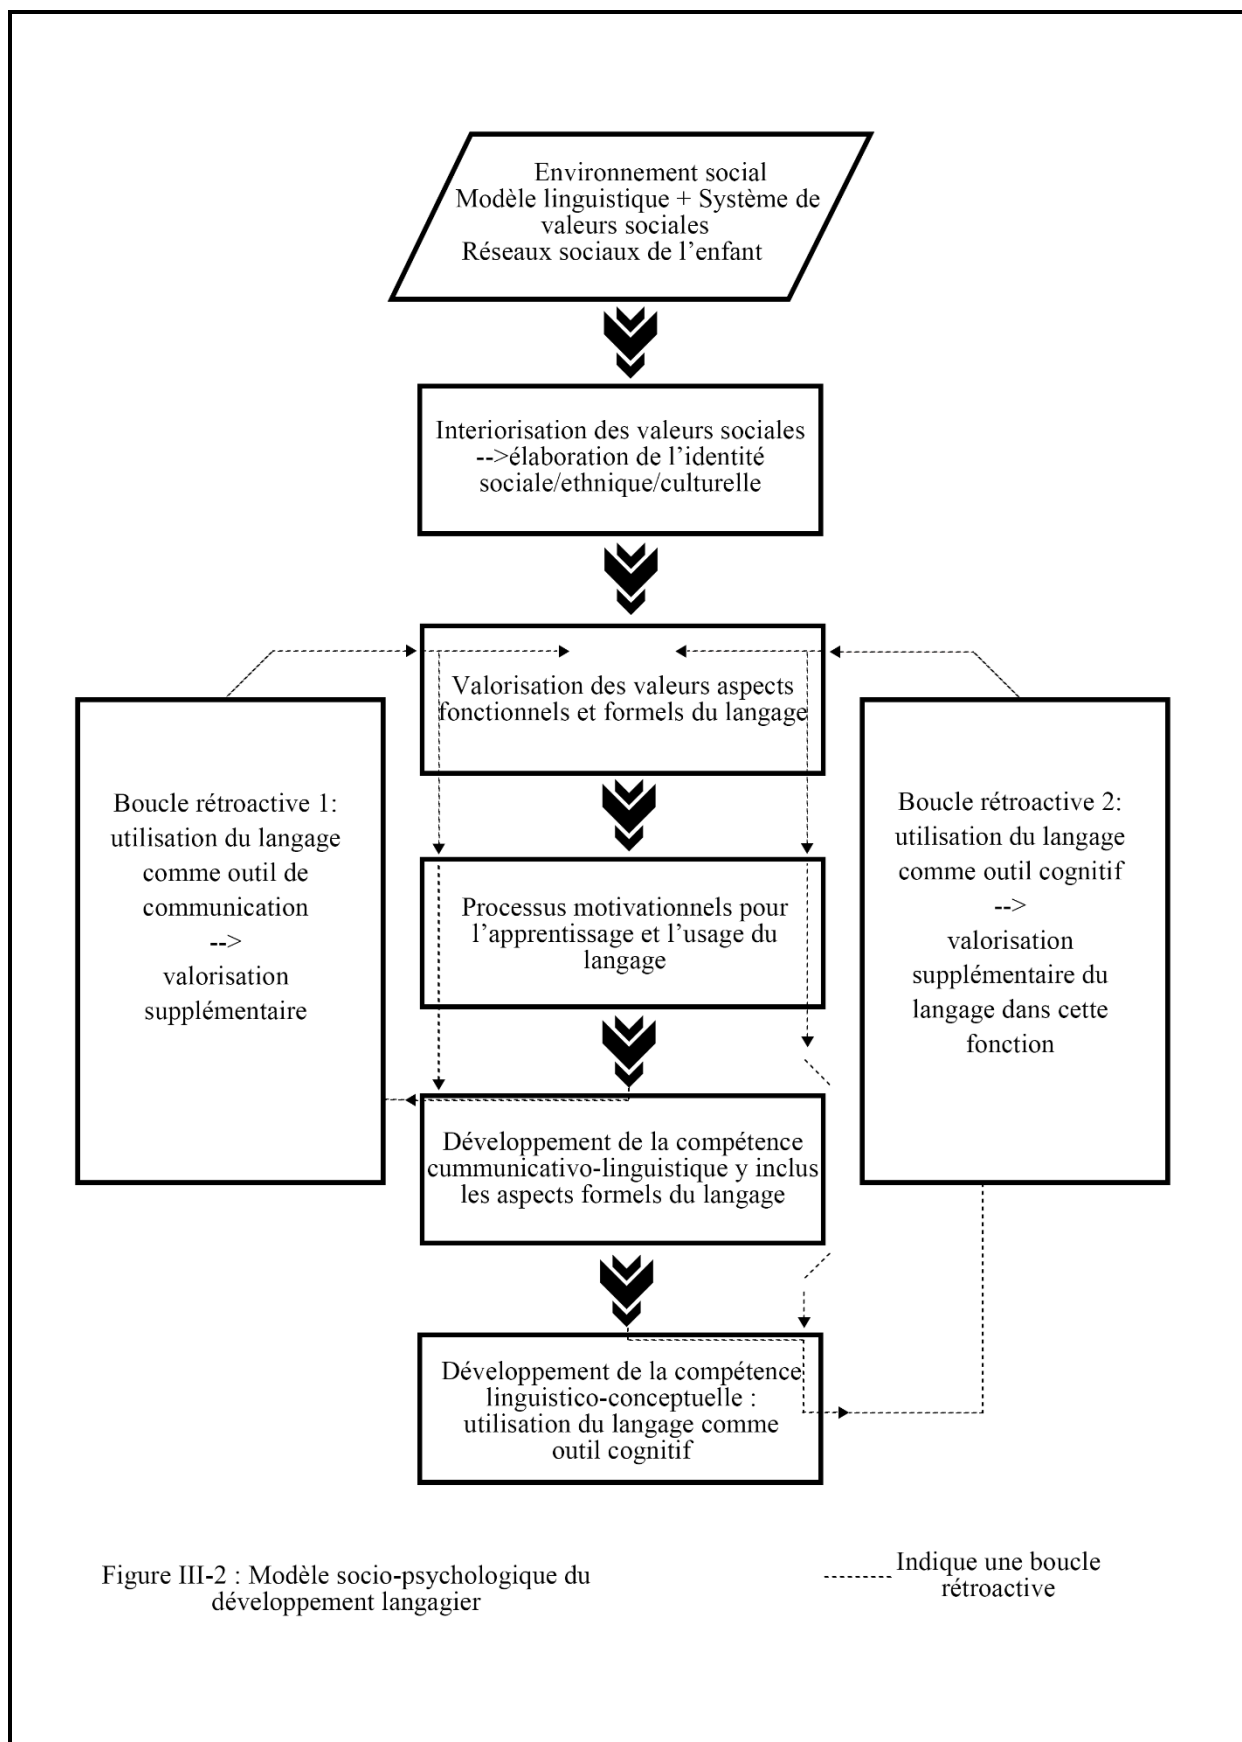 Environnement social
Modèle linguistique + Système de
valeurs sociales
Réseaux sociaux de l’enfant
Interiorisation des valeurs sociales
-->élaboration de l’identité
sociale/ethnique/culturelle
Valorisation des valeurs aspects
fonctionnels et formels du langage
Boucle rétroactive 1:
utilisation du langage
comme outil de
communication
-->
valorisation
supplémentaire
Boucle rétroactive 2:
utilisation du langage
comme outil cognitif
-->
valorisation
supplémentaire du
langage dans cette
fonction
Processus motivationnels pour
l’apprentissage et l’usage du
langage
Développement de la compétence
cummunicativo-linguistique y inclus
les aspects formels du langage
Développement de la compétence
linguistico-conceptuelle :
utilisation du langage comme
outil cognitif
Figure III-2 : Modèle socio-psychologique du
développement langagier
Indique une boucle
rétroactive